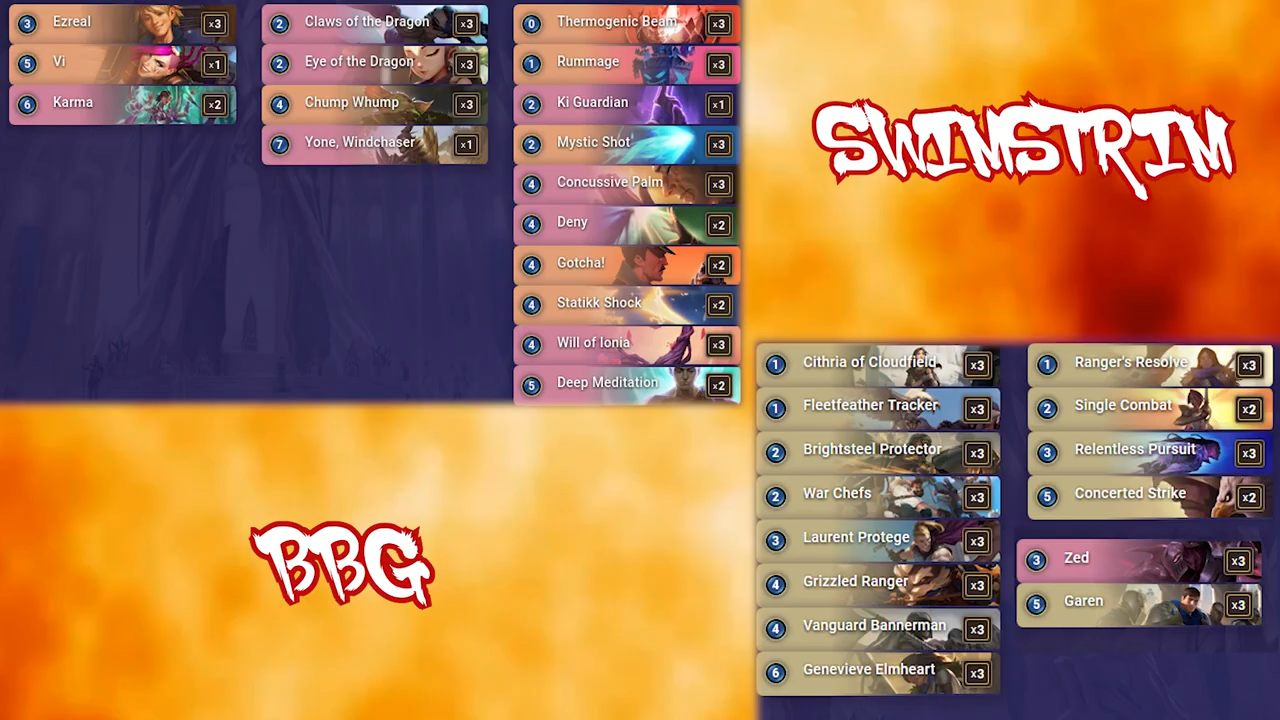 3 Ezreal x3
5 Vi x1
6 Karma x2
2 Claws of the Dragon x3
2 Eye of the Dragon x3
4 Chump Whump x3
7 Yone, Windchaser x1
0 Thermogenic Beam x3
1 Rummage x3
2 Ki Guardian x1
2 Mystic Shot x3
4 Concussive Palm x3
4 Deny x2
4 Gotcha! x2
4 Statikk Shock x2
4 Will of Ionia x3
5 Deep Meditation x2
SWIMSTRIM
BBG
1 Cithria of Cloudfield x3
1 Fleetfeather Tracker x3
2 Brightsteel Protector x3
2 War Chefs x3
3 Laurent Protege x3
4 Grizzled Ranger x3
4 Vanguard Bannerman x3
6 Genevieve Elmheart x3
1 Ranger's Resolve x3
2 Single Combat x2
3 Relentless Pursuit x3
5 Concerted Strike x2
3 Zed x3
5 Garen x3